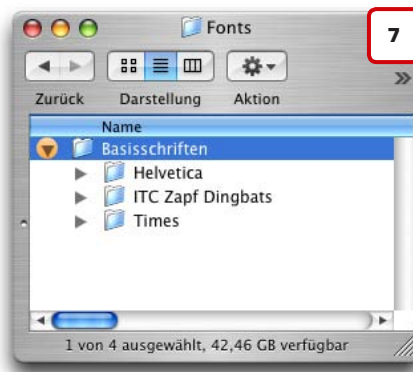 Fonts
7
Zurück Darstellung Aktion
Name
Basisschriften
Helvetica
ITC Zapf Dingbats
Times
1 von 4 ausgewählt, 42,46 GB verfügbar